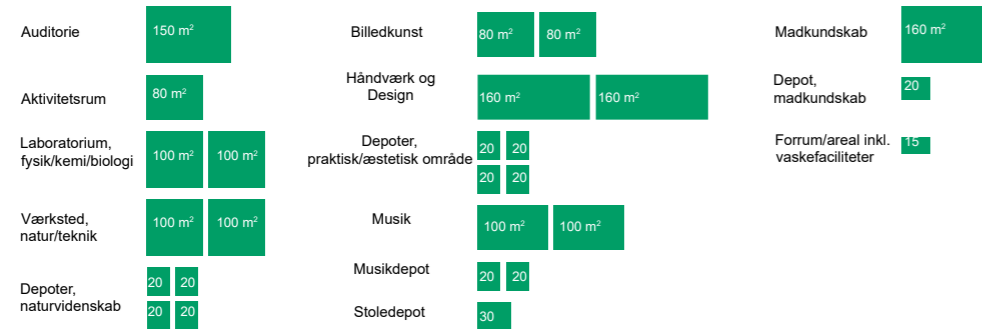 Auditorie
150 m²
Aktivitetsrum
80 m²
Laboratorium,
fysik/kemi/biologi
100 m² 100 m²
Værksted,
natur/teknik
100 m² 100 m²
Depoter,
naturvidenskab
20 20
20 20
Billedkunst
80 m² 80 m²
Håndværk og
Design
160 m² 160 m²
Depoter,
praktisk/æstetisk område
20 20
20 20
Musik
100 m² 100 m²
Musikdepot
20 20
Stoledepot
30
Madkundskab
160 m²
Depot,
madkundskab
20
Forrum/areal inkl.
vaskefaciliteter
15